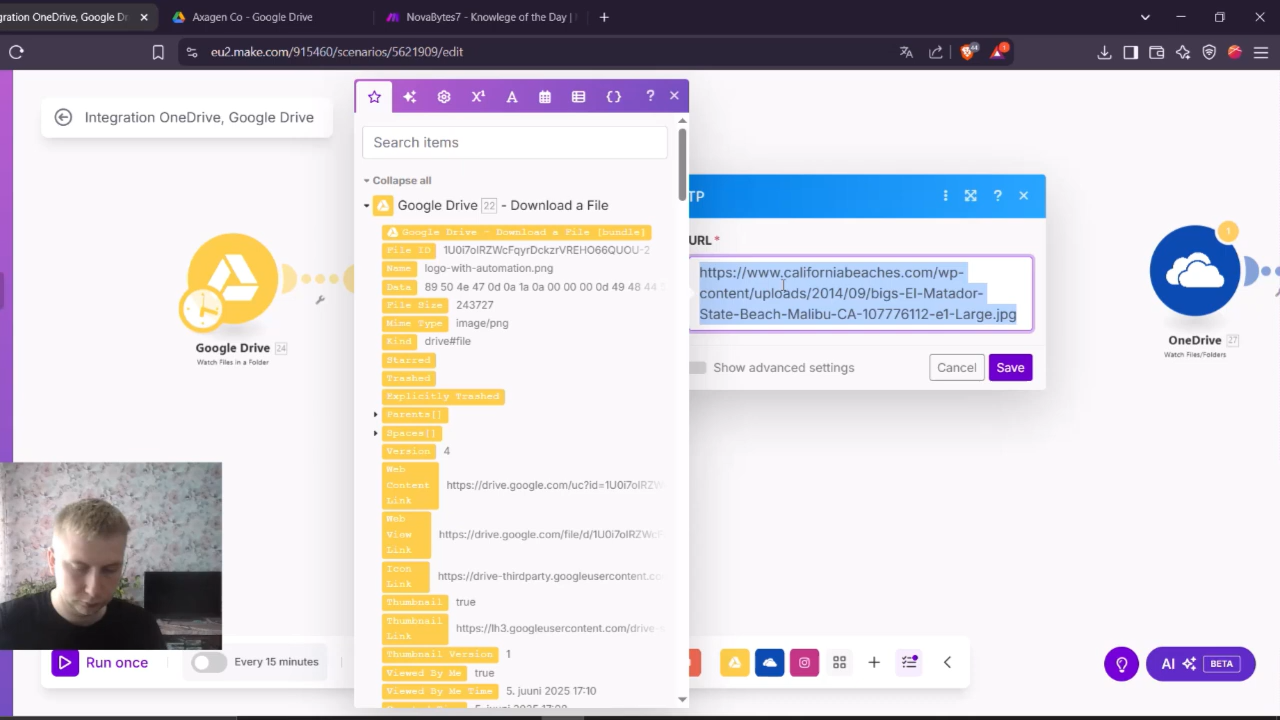 gration OneDrive, Google Dr
Axagen Co - Google Drive
NovaBytes7 - Knowlege of the Day |
eu2.make.com/915460/scenarios/5621909/edit
Integration OneDrive, Google Drive
Search items
Collapse all
Google Drive 22 - Download a File
Google Drive - Download a File [bundle]
File ID 1U0i7oIRZWcFqyrDckzrVREHO66QUOU-2
Name logo-with-automation.png
Data 89 50 4e 47 0d 0a 1a 0a 00 00 00 0d 49 48 44 5
File Size 243727
Mime Type image/png
Kind drive#file
Starred
Trashed
Explicitly Trashed
Parents[]
Spaces[]
Version 4
Web
Content
Link
https://drive.google.com/uc?id=1U0i7oIRZW
Web
View
Link
https://drive.google.com/file/d/1U0i7oIRZWcF
Icon
Link
https://drive-thirdparty.googleusercontent.co
Thumbnail true
Thumbnail
Link
https://lh3.googleusercontent.com/drive-s
Thumbnail Version 1
Viewed By Me true
Viewed By Me Time 5. juuni 2025 17:10
TP
URL *
https://www.californiabeaches.com/wp-
content/uploads/2014/09/bigs-El-Matador-
State-Beach-Malibu-CA-107776112-e1-Large.jpg
Show advanced settings
Cancel
Save
Google Drive 24
Watch Files in a Folder
1
OneDrive 27
Watch Files/Folders
Run once
Every 15 minutes
AI BETA